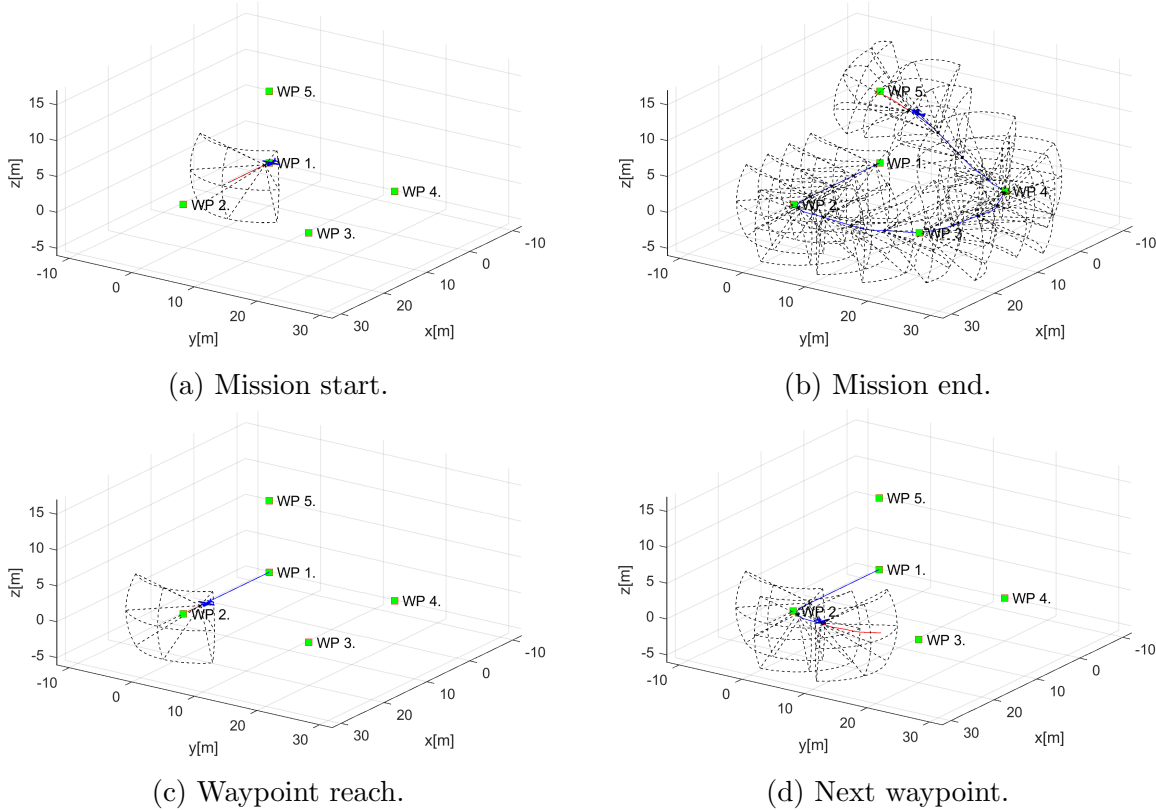 WP 5.
WP 1.
WP 4.
WP 2.
WP 3.
15
10
5
0
-5
z[m]
-10
0
10
20
30
y[m]
30
20
10
0
-10
x[m]
(a) Mission start.
WP 5.
WP 1.
WP 4.
WP 2.
WP 3.
15
10
5
0
-5
z[m]
-10
0
10
20
30
y[m]
30
20
10
0
-10
x[m]
(b) Mission end.
WP 5.
WP 1.
WP 4.
WP 2.
WP 3.
15
10
5
0
-5
z[m]
-10
0
10
20
30
y[m]
30
20
10
0
-10
x[m]
(c) Waypoint reach.
WP 5.
WP 1.
WP 4.
WP 2.
WP 3.
15
10
5
0
-5
z[m]
-10
0
10
20
30
y[m]
30
20
10
0
-10
x[m]
(d) Next waypoint.